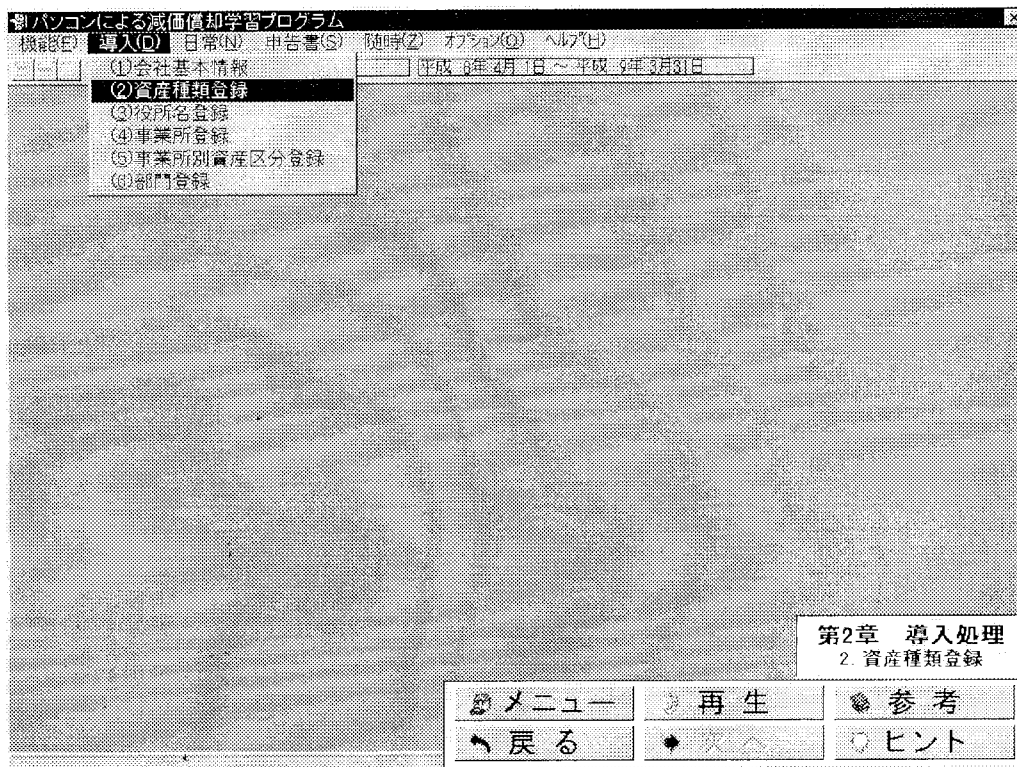 パソコンによる減価償却学習プログラム
機能(F) 導入(D) 日常(N) 申告書(S) 随時(Z) オプション(O) ヘルプ(H)
平成 8年 4月 1日 ~ 平成 9年 3月31日
(1)会社基本情報
(2)資産種類登録
(3)役所名登録
(4)事業所登録
(5)事業所別資産区分登録
(6)部門登録
第2章 導入処理
2. 資産種類登録
メニュー 再生 参考
戻る 次へ ヒント